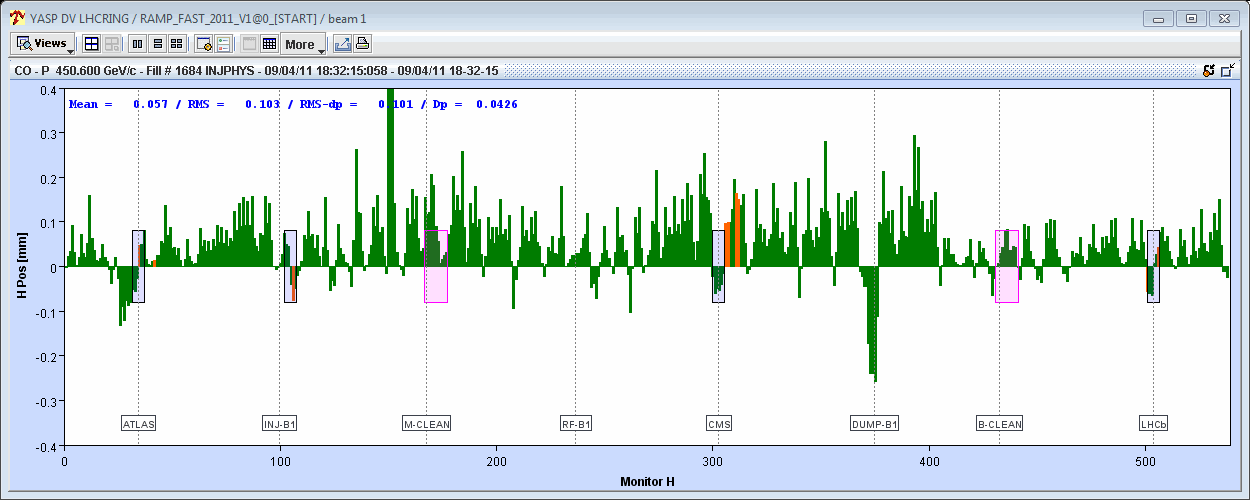 YASP DV LHCRING / RAMP_FAST_2011_V1@0_[START] / beam 1
Views More
CO - P 450.600 GeV/c - Fill # 1684 INJPHYS - 09/04/11 18:32:15:058 - 09/04/11 18-32-15
Mean = 0.057 / RMS = 0.103 / RMS-dp = 0.101 / Dp = 0.0426
0.4
0.3
0.2
0.1
0
-0.1
-0.2
-0.3
-0.4
H Pos [mm]
ATLAS INJ-B1 M-CLEAN RF-B1 CMS DUMP-B1 B-CLEAN LHCb
0 100 200 300 400 500
Monitor H